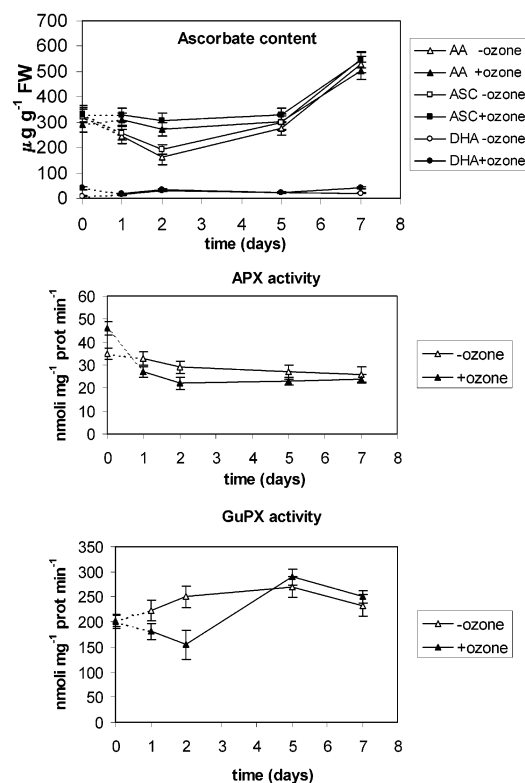 Ascorbate content
µg g⁻¹ FW
700
600
500
400
300
200
100
0
0 1 2 3 4 5 6 7 8
time (days)
AA -ozone
AA +ozone
ASC -ozone
ASC+ozone
DHA -ozone
DHA+ozone
APX activity
nmoli mg⁻¹ prot min⁻¹
60
50
40
30
20
10
0
0 1 2 3 4 5 6 7 8
time (days)
-ozone
+ozone
GuPX activity
nmoli mg⁻¹ prot min⁻¹
350
300
250
200
150
100
50
0
0 1 2 3 4 5 6 7 8
time (days)
-ozone
+ozone